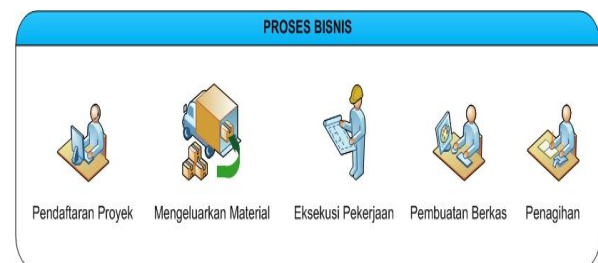 PROSES BISNIS
Pendaftaran Proyek
Mengeluarkan Material
Eksekusi Pekerjaan
Pembuatan Berkas
Penagihan